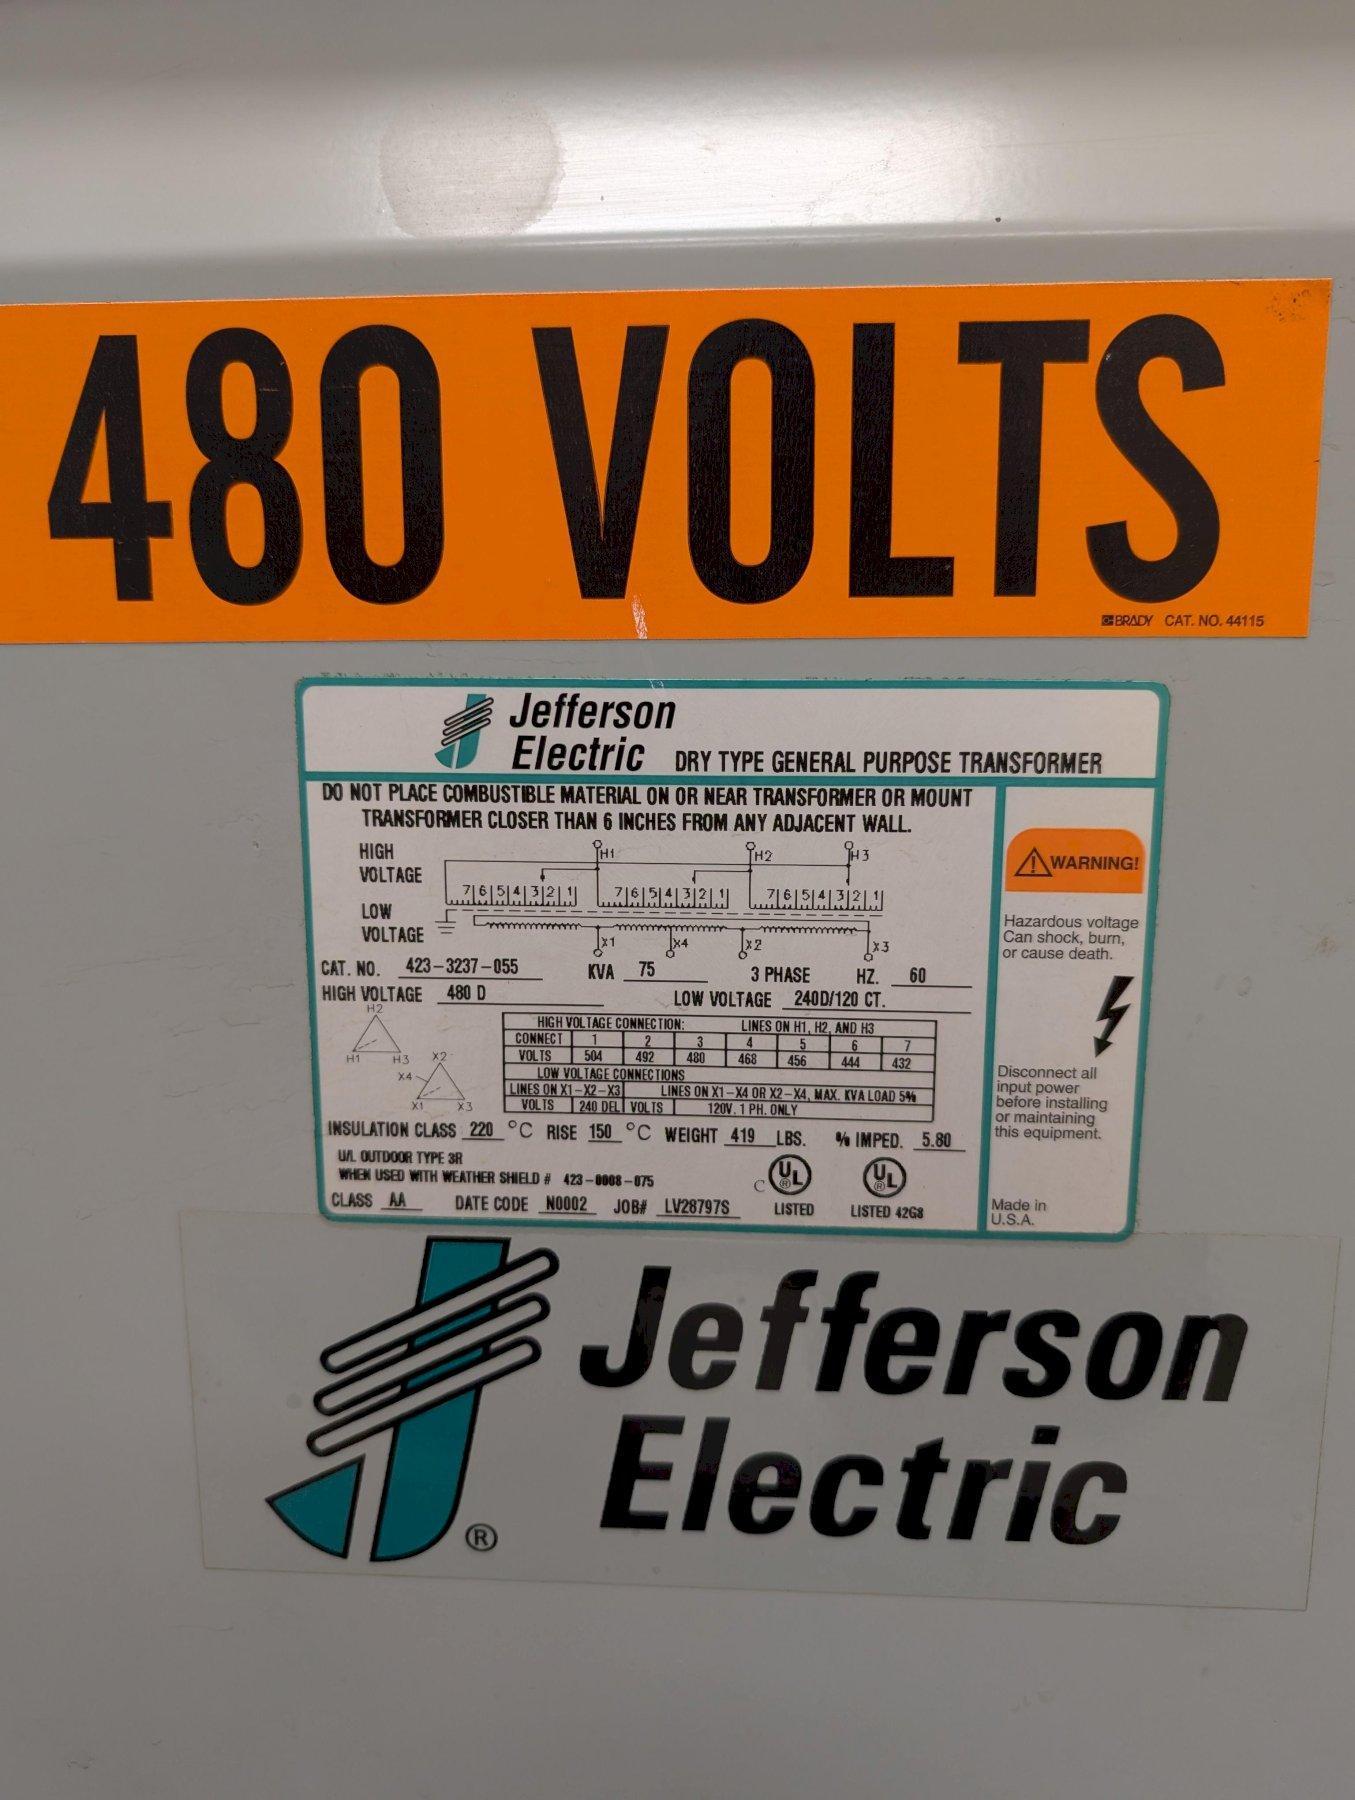 480 VOLTS
BRADY CAT. NO. 44115
Jefferson
Electric DRY TYPE GENERAL PURPOSE TRANSFORMER
DO NOT PLACE COMBUSTIBLE MATERIAL ON OR NEAR TRANSFORMER OR MOUNT
TRANSFORMER CLOSER THAN 6 INCHES FROM ANY ADJACENT WALL.
HIGH VOLTAGE
H1 H2 H3
7 6 5 4 3 2 1 7 6 5 4 3 2 1 7 6 5 4 3 2 1
LOW VOLTAGE
X1 X4 X2 X3
CAT. NO. 423-3237-055 KVA 75 3 PHASE HZ. 60
HIGH VOLTAGE 480 D LOW VOLTAGE 240D/120 CT.
H2
H1 H3
X2
X4
X1 X3
HIGH VOLTAGE CONNECTION: LINES ON H1, H2, AND H3
CONNECT 1 2 3 4 5 6 7
VOLTS 504 492 480 468 456 444 432
LOW VOLTAGE CONNECTIONS
LINES ON X1-X2-X3 LINES ON X1-X4 OR X2-X4, MAX. KVA LOAD 5%
VOLTS 240 DEL VOLTS 120V. 1 PH. ONLY
INSULATION CLASS 220 °C RISE 150 °C WEIGHT 419 LBS. % IMPED. 5.80
U/L OUTDOOR TYPE 3R
WHEN USED WITH WEATHER SHIELD # 423-0008-075
CLASS AA DATE CODE N0002 JOB# LV28797S
C UL ® LISTED
UL ® LISTED 42G8
WARNING!
Hazardous voltage
Can shock, burn,
or cause death.
Disconnect all
input power
before installing
or maintaining
this equipment.
Made in
U.S.A.
Jefferson
Electric
®